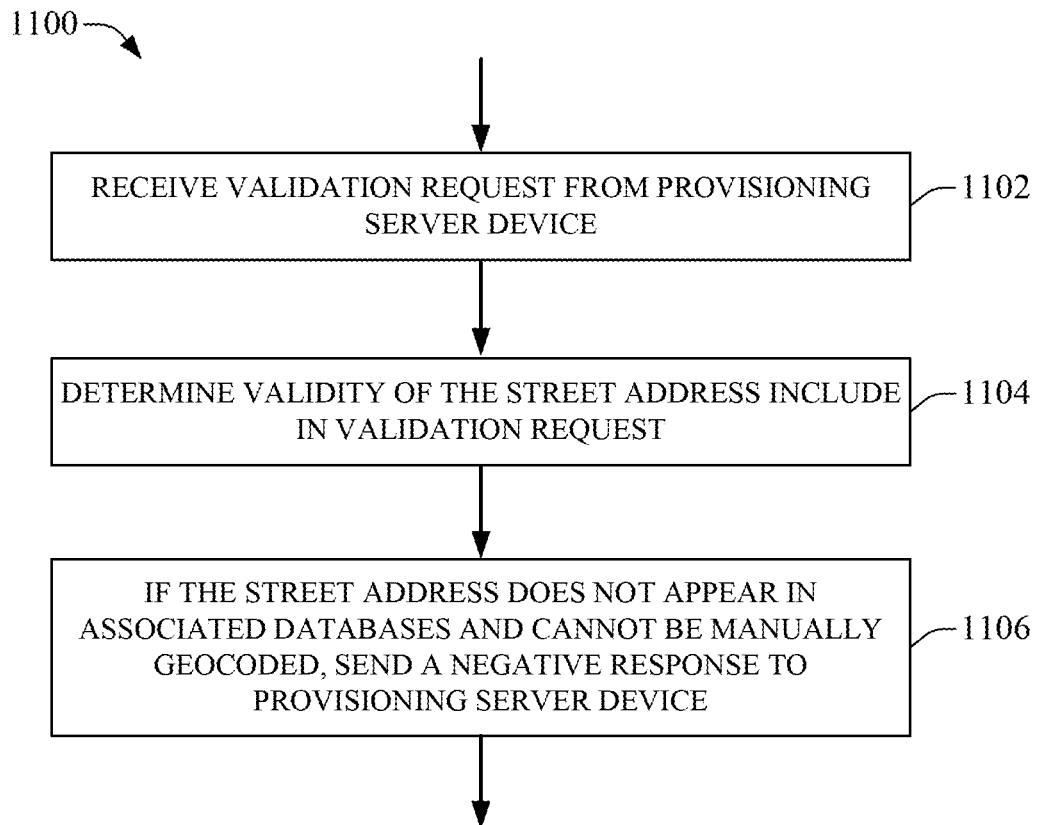 1100
RECEIVE VALIDATION REQUEST FROM PROVISIONING
SERVER DEVICE
1102
DETERMINE VALIDITY OF THE STREET ADDRESS INCLUDE
IN VALIDATION REQUEST
1104
IF THE STREET ADDRESS DOES NOT APPEAR IN
ASSOCIATED DATABASES AND CANNOT BE MANUALLY
GEOCODED, SEND A NEGATIVE RESPONSE TO
PROVISIONING SERVER DEVICE
1106